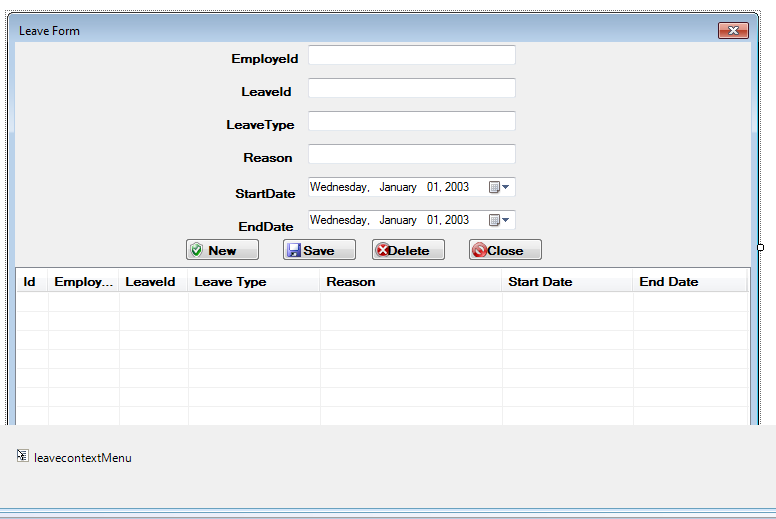 Leave Form
EmployeId
LeaveId
LeaveType
Reason
StartDate Wednesday, January 01, 2003
EndDate Wednesday, January 01, 2003
New Save Delete Close
Id Employ... LeaveId Leave Type Reason Start Date End Date
leavecontextMenu